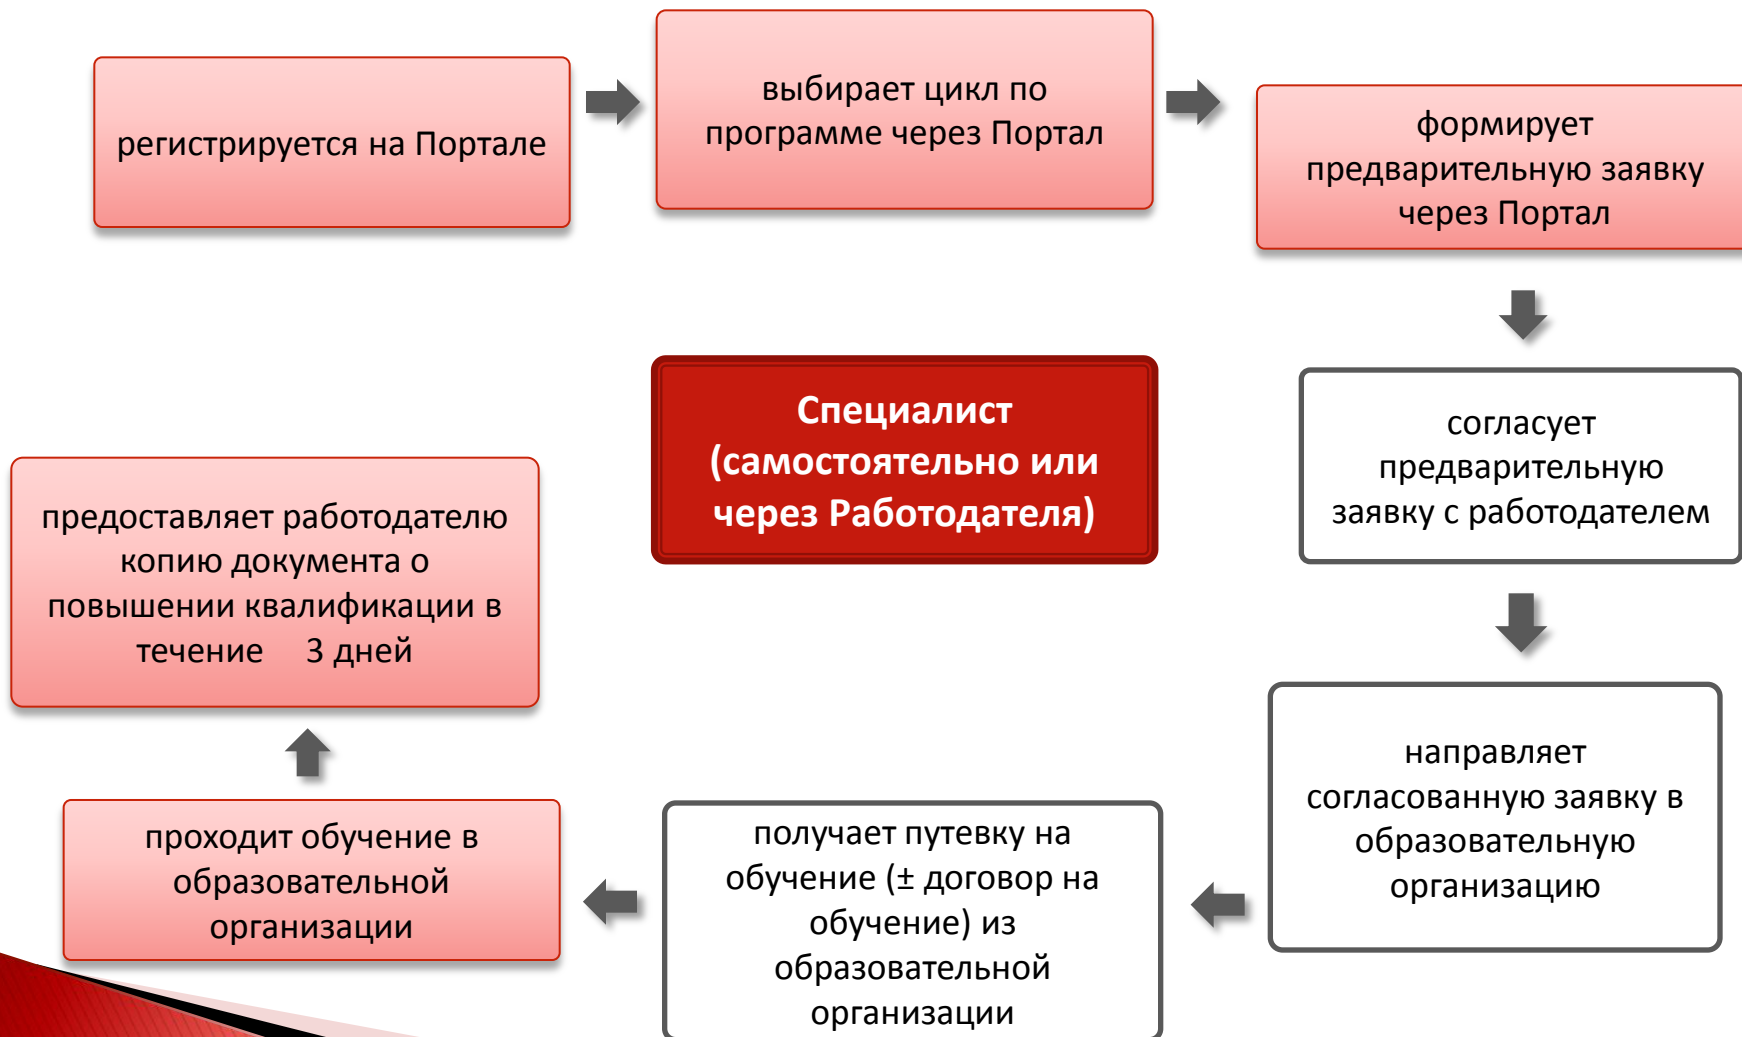 регистрируется на Портале
выбирает цикл по
программе через Портал
формирует
предварительную заявку
через Портал
Специалист
(самостоятельно или
через Работодателя)
согласует
предварительную
заявку с работодателем
направляет
согласованную заявку в
образовательную
организацию
получает путевку на
обучение (± договор на
обучение) из
образовательной
организации
проходит обучение в
образовательной
организации
предоставляет работодателю
копию документа о
повышении квалификации в
течение 3 дней